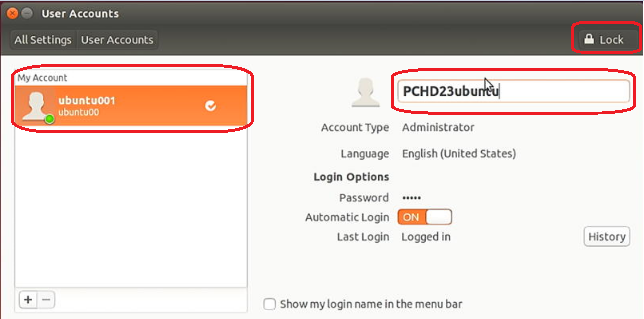 User Accounts
All Settings User Accounts
Lock
My Account
ubuntu001
ubuntu00
PCHD23ubuntu
Account Type Administrator
Language English (United States)
Login Options
Password •••••
Automatic Login ON
Last Login Logged in History
+ −
Show my login name in the menu bar